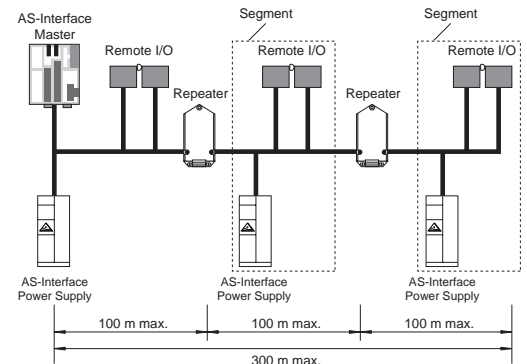 AS-Interface
Master
Segment
Segment
Remote I/O
Remote I/O
Remote I/O
Repeater
Repeater
AS-Interface
Power Supply
AS-Interface
Power Supply
AS-Interface
Power Supply
100 m max.
100 m max.
100 m max.
300 m max.